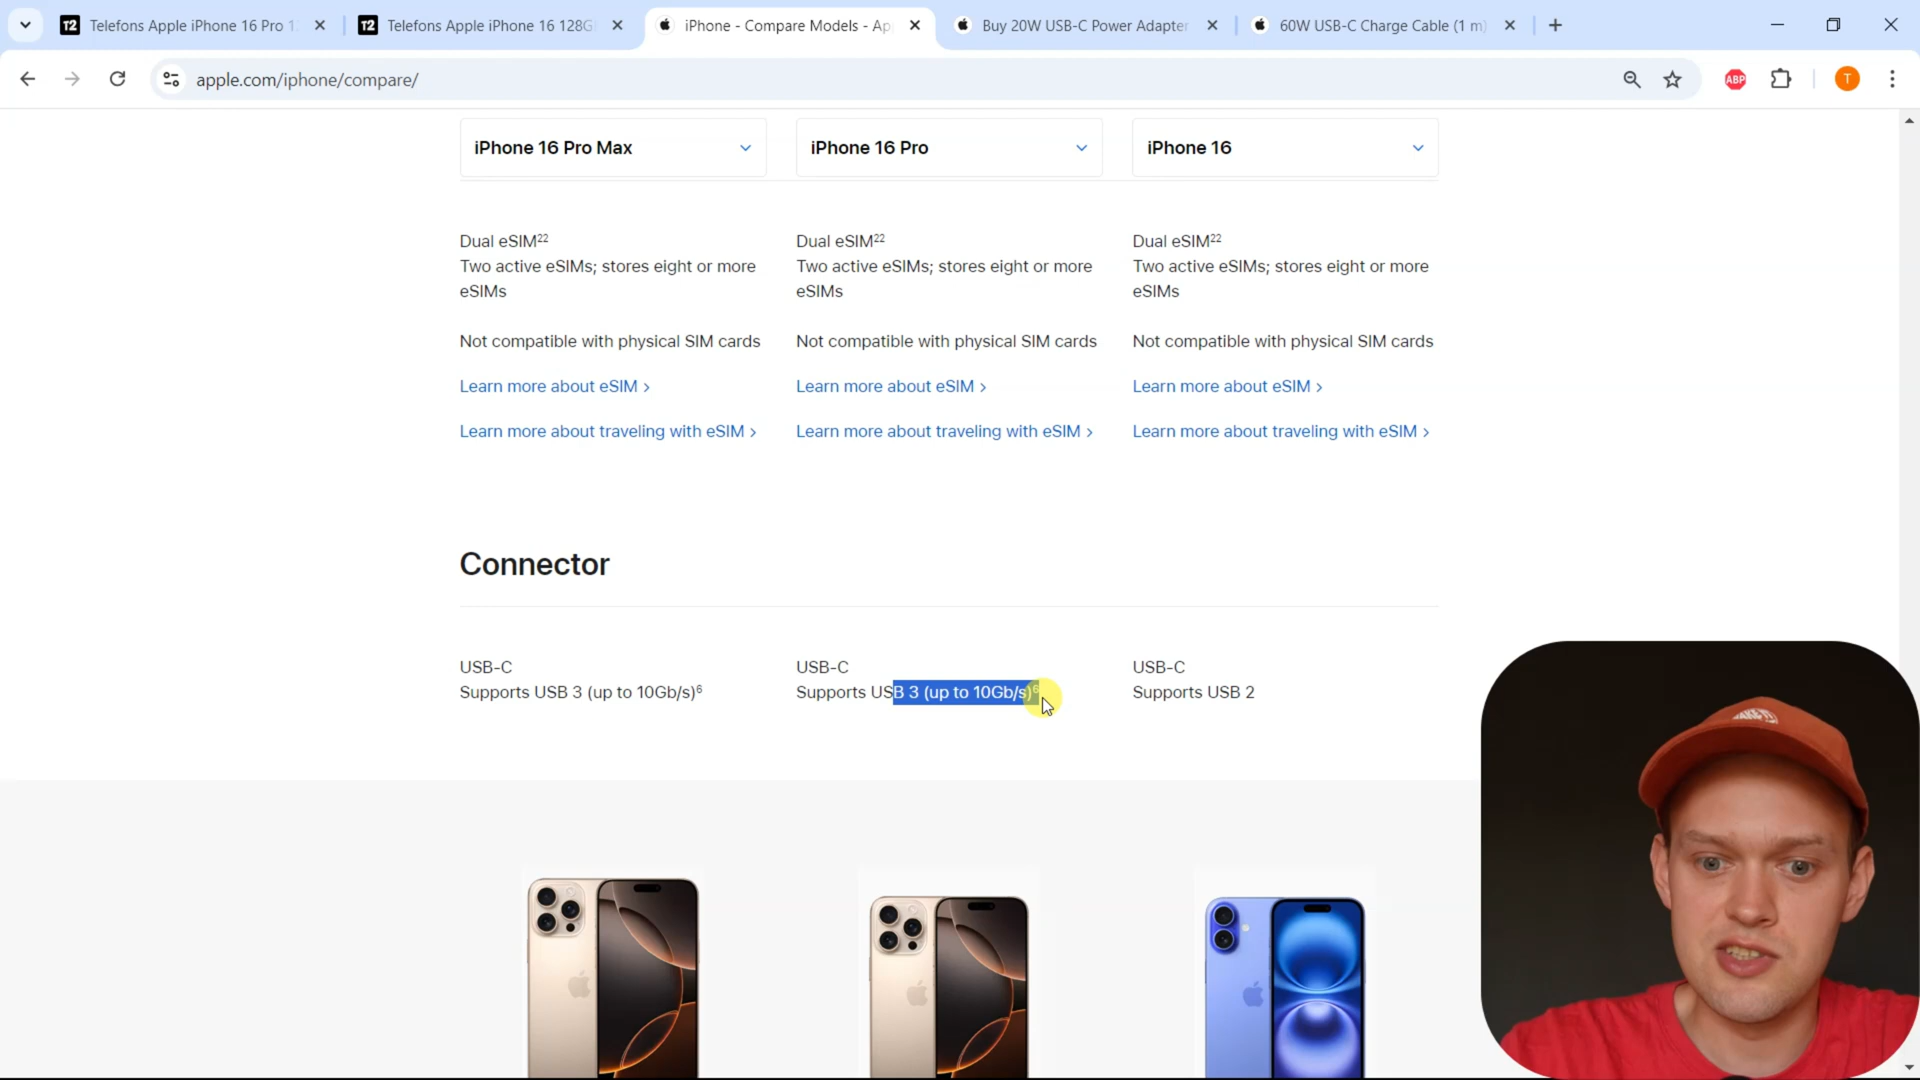 T2 Telefons Apple iPhone 16 Pro 1
T2 Telefons Apple iPhone 16 128G
iPhone - Compare Models - Ap
Buy 20W USB-C Power Adapter
60W USB-C Charge Cable (1 m)
apple.com/iphone/compare/
ABP
T
iPhone 16 Pro Max
iPhone 16 Pro
iPhone 16
Dual eSIM22
Two active eSIMs; stores eight or more
eSIMs
Dual eSIM22
Two active eSIMs; stores eight or more
eSIMs
Dual eSIM22
Two active eSIMs; stores eight or more
eSIMs
Not compatible with physical SIM cards
Not compatible with physical SIM cards
Not compatible with physical SIM cards
Learn more about eSIM >
Learn more about eSIM >
Learn more about eSIM >
Learn more about traveling with eSIM >
Learn more about traveling with eSIM >
Learn more about traveling with eSIM >
Connector
USB-C
Supports USB 3 (up to 10Gb/s)6
USB-C
Supports USB 3 (up to 10Gb/s)6
USB-C
Supports USB 2